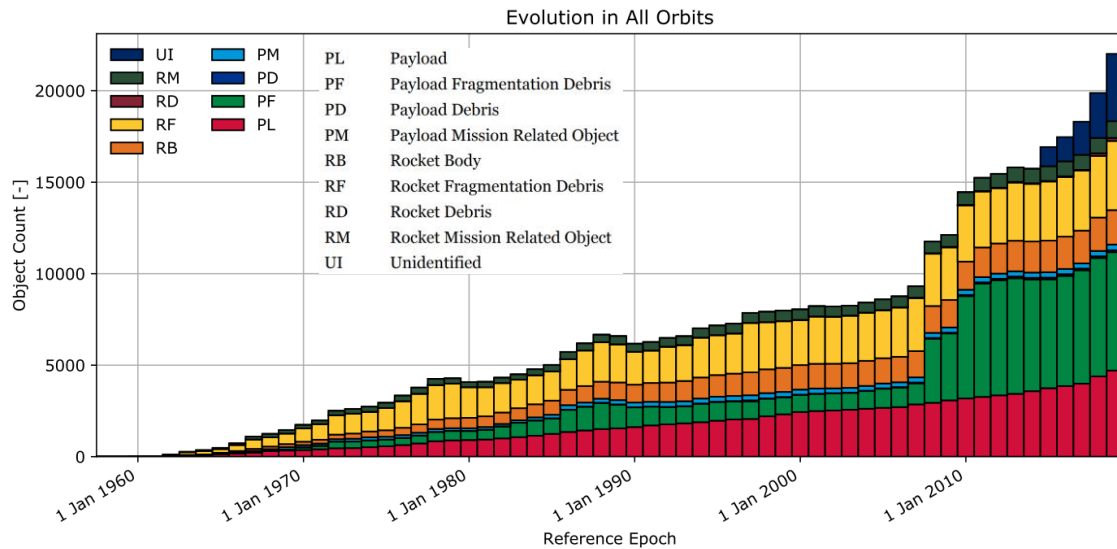 Evolution in All Orbits
UI
RM
RD
RF
RB
PM
PD
PF
PL
PL Payload
PF Payload Fragmentation Debris
PD Payload Debris
PM Payload Mission Related Object
RB Rocket Body
RF Rocket Fragmentation Debris
RD Rocket Debris
RM Rocket Mission Related Object
UI Unidentified
Object Count [-]
20000
15000
10000
5000
0
1 Jan 1960
1 Jan 1970
1 Jan 1980
1 Jan 1990
1 Jan 2000
1 Jan 2010
Reference Epoch